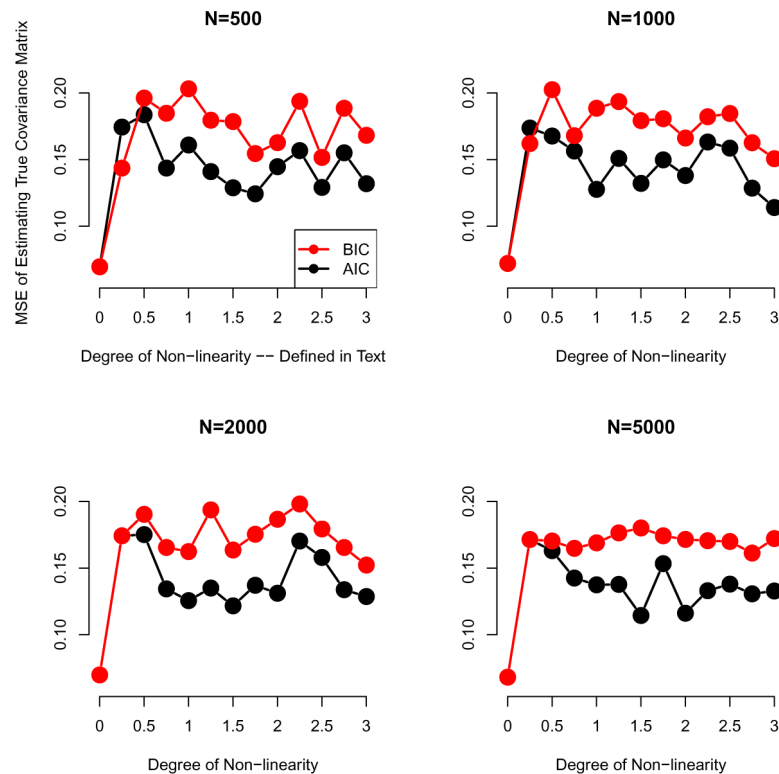 N=500
MSE of Estimating True Covariance Matrix
0.20
0.15
0.10
BIC
AIC
0 0.5 1 1.5 2 2.5 3
Degree of Non-linearity -- Defined in Text
N=1000
0.20
0.15
0.10
0 0.5 1 1.5 2 2.5 3
Degree of Non-linearity
N=2000
0.20
0.15
0.10
0 0.5 1 1.5 2 2.5 3
Degree of Non-linearity
N=5000
0.20
0.15
0.10
0 0.5 1 1.5 2 2.5 3
Degree of Non-linearity